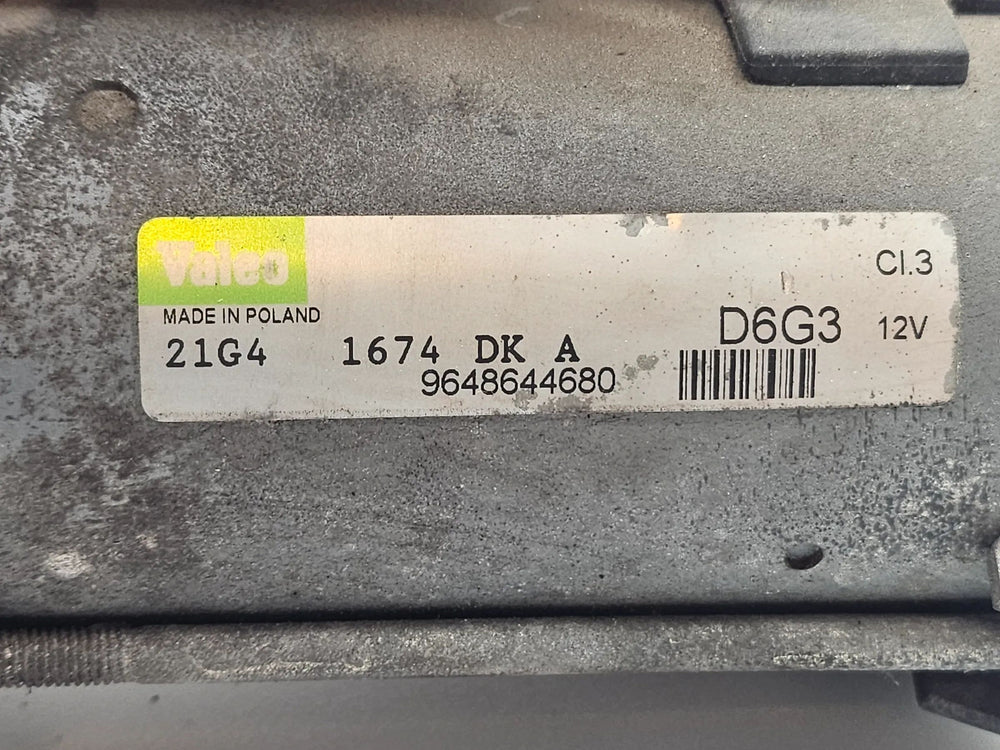 Valeo
Cl.3
MADE IN POLAND
D6G3 12V
21G4 1674 DK A
9648644680